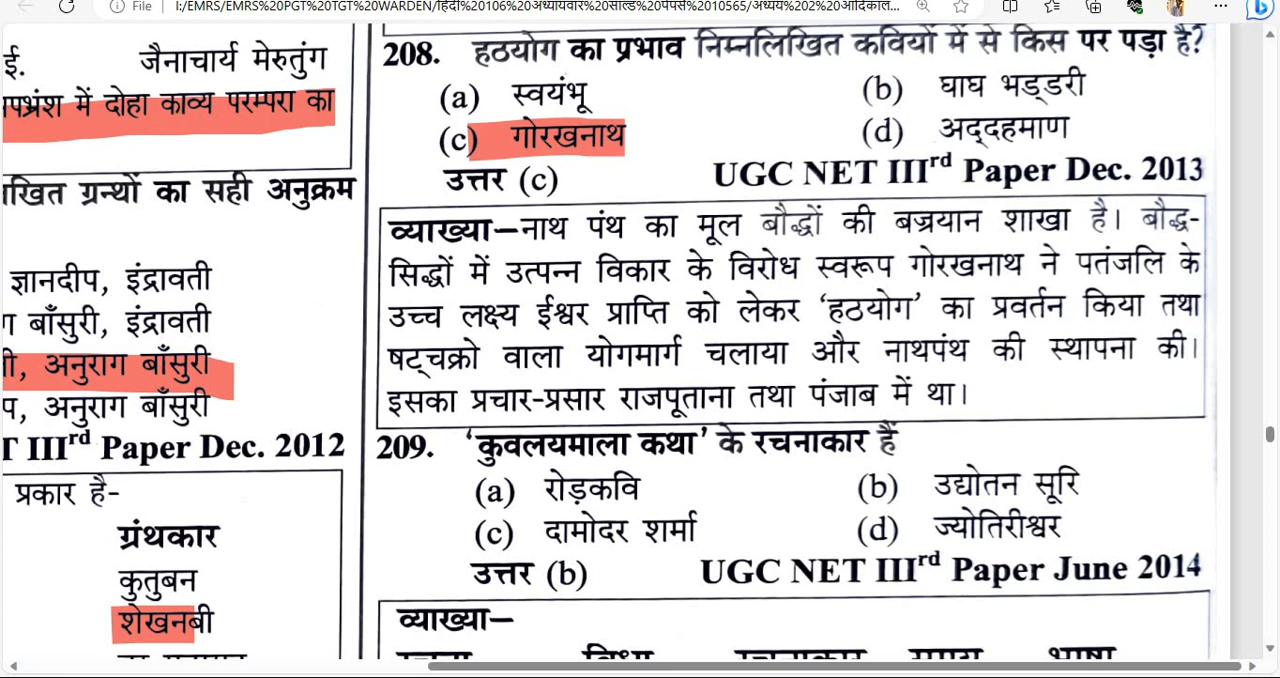 File I:/EMRS/EMRS%20PGT%20TGT%20WARDEN/हिंदी%20106%20अध्यायवार%20साल्वड%20पेपर्स%2010565/अध्याय%202%20आदिकाल...
ई. जैनाचार्य मेरुतुंग
पभ्रंश में दोहा काव्य परम्परा का
खित ग्रन्थों का सही अनुक्रम
ज्ञानदीप, इंद्रावती
बाँसुरी, इंद्रावती
अनुराग बाँसुरी
प, अनुराग बाँसुरी
IIIrd Paper Dec. 2012
प्रकार है-
ग्रंथकार
कुतुबन
शेखनबी
208. हठयोग का प्रभाव निम्नलिखित कवियों में से किस पर पड़ा है?
(a) स्वयंभू (b) घाघ भड्डरी
(c) गोरखनाथ (d) अद्दहमाण
उत्तर (c) UGC NET IIIrd Paper Dec. 2013
व्याख्या–नाथ पंथ का मूल बौद्धों की बज्रयान शाखा है। बौद्ध-
सिद्धों में उत्पन्न विकार के विरोध स्वरूप गोरखनाथ ने पतंजलि के
उच्च लक्ष्य ईश्वर प्राप्ति को लेकर ‘हठयोग’ का प्रवर्तन किया तथा
षट्चक्रो वाला योगमार्ग चलाया और नाथपंथ की स्थापना की।
इसका प्रचार-प्रसार राजपूताना तथा पंजाब में था।
209. ‘कुवलयमाला कथा’ के रचनाकार हैं
(a) रोड़कवि (b) उद्योतन सूरि
(c) दामोदर शर्मा (d) ज्योतिरीश्वर
उत्तर (b) UGC NET IIIrd Paper June 2014
व्याख्या–